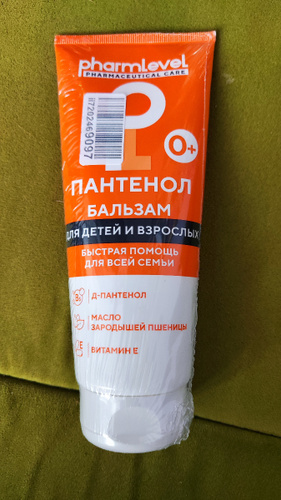 pharmlevel
PHARMACEUTICAL CARE
0+
ПАНТЕНОЛ
БАЛЬЗАМ
ДЛЯ ДЕТЕЙ И ВЗРОСЛЫХ
БЫСТРАЯ ПОМОЩЬ
ДЛЯ ВСЕЙ СЕМЬИ
B5
Д-ПАНТЕНОЛ
МАСЛО
ЗАРОДЫШЕЙ ПШЕНИЦЫ
E
ВИТАМИН Е